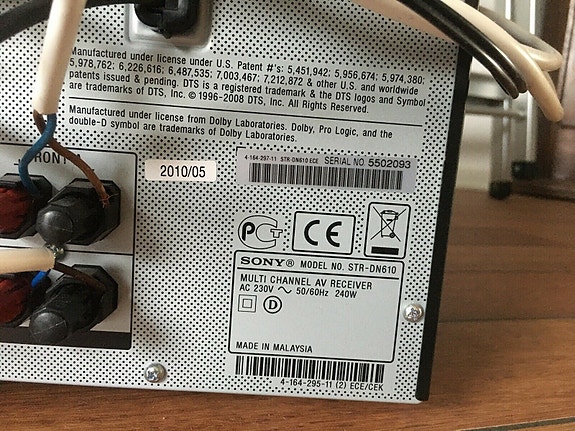 Manufactured under license under U.S. Patent #'s: 5,451,942; 5,956,674; 5,974,380;
5,978,762; 6,226,616; 6,487,535; 7,003,467; 7,212,872 & other U.S. and worldwide
patents issued & pending. DTS is a registered trademark & the DTS logos and Symbol
are trademarks of DTS, Inc. © 1996-2008 DTS, Inc. All Rights Reserved.
Manufactured under license from Dolby Laboratories. Dolby, Pro Logic, and the
double-D symbol are trademarks of Dolby Laboratories.
FRONT
2010/05
4-164-297-11 STR-DN610 ECE SERIAL NO 5502093
PCT
CE
SONY® MODEL NO. STR-DN610
MULTI CHANNEL AV RECEIVER
AC 230V ~ 50/60Hz 240W
D
MADE IN MALAYSIA
4-164-295-11 (2) ECE/CEK